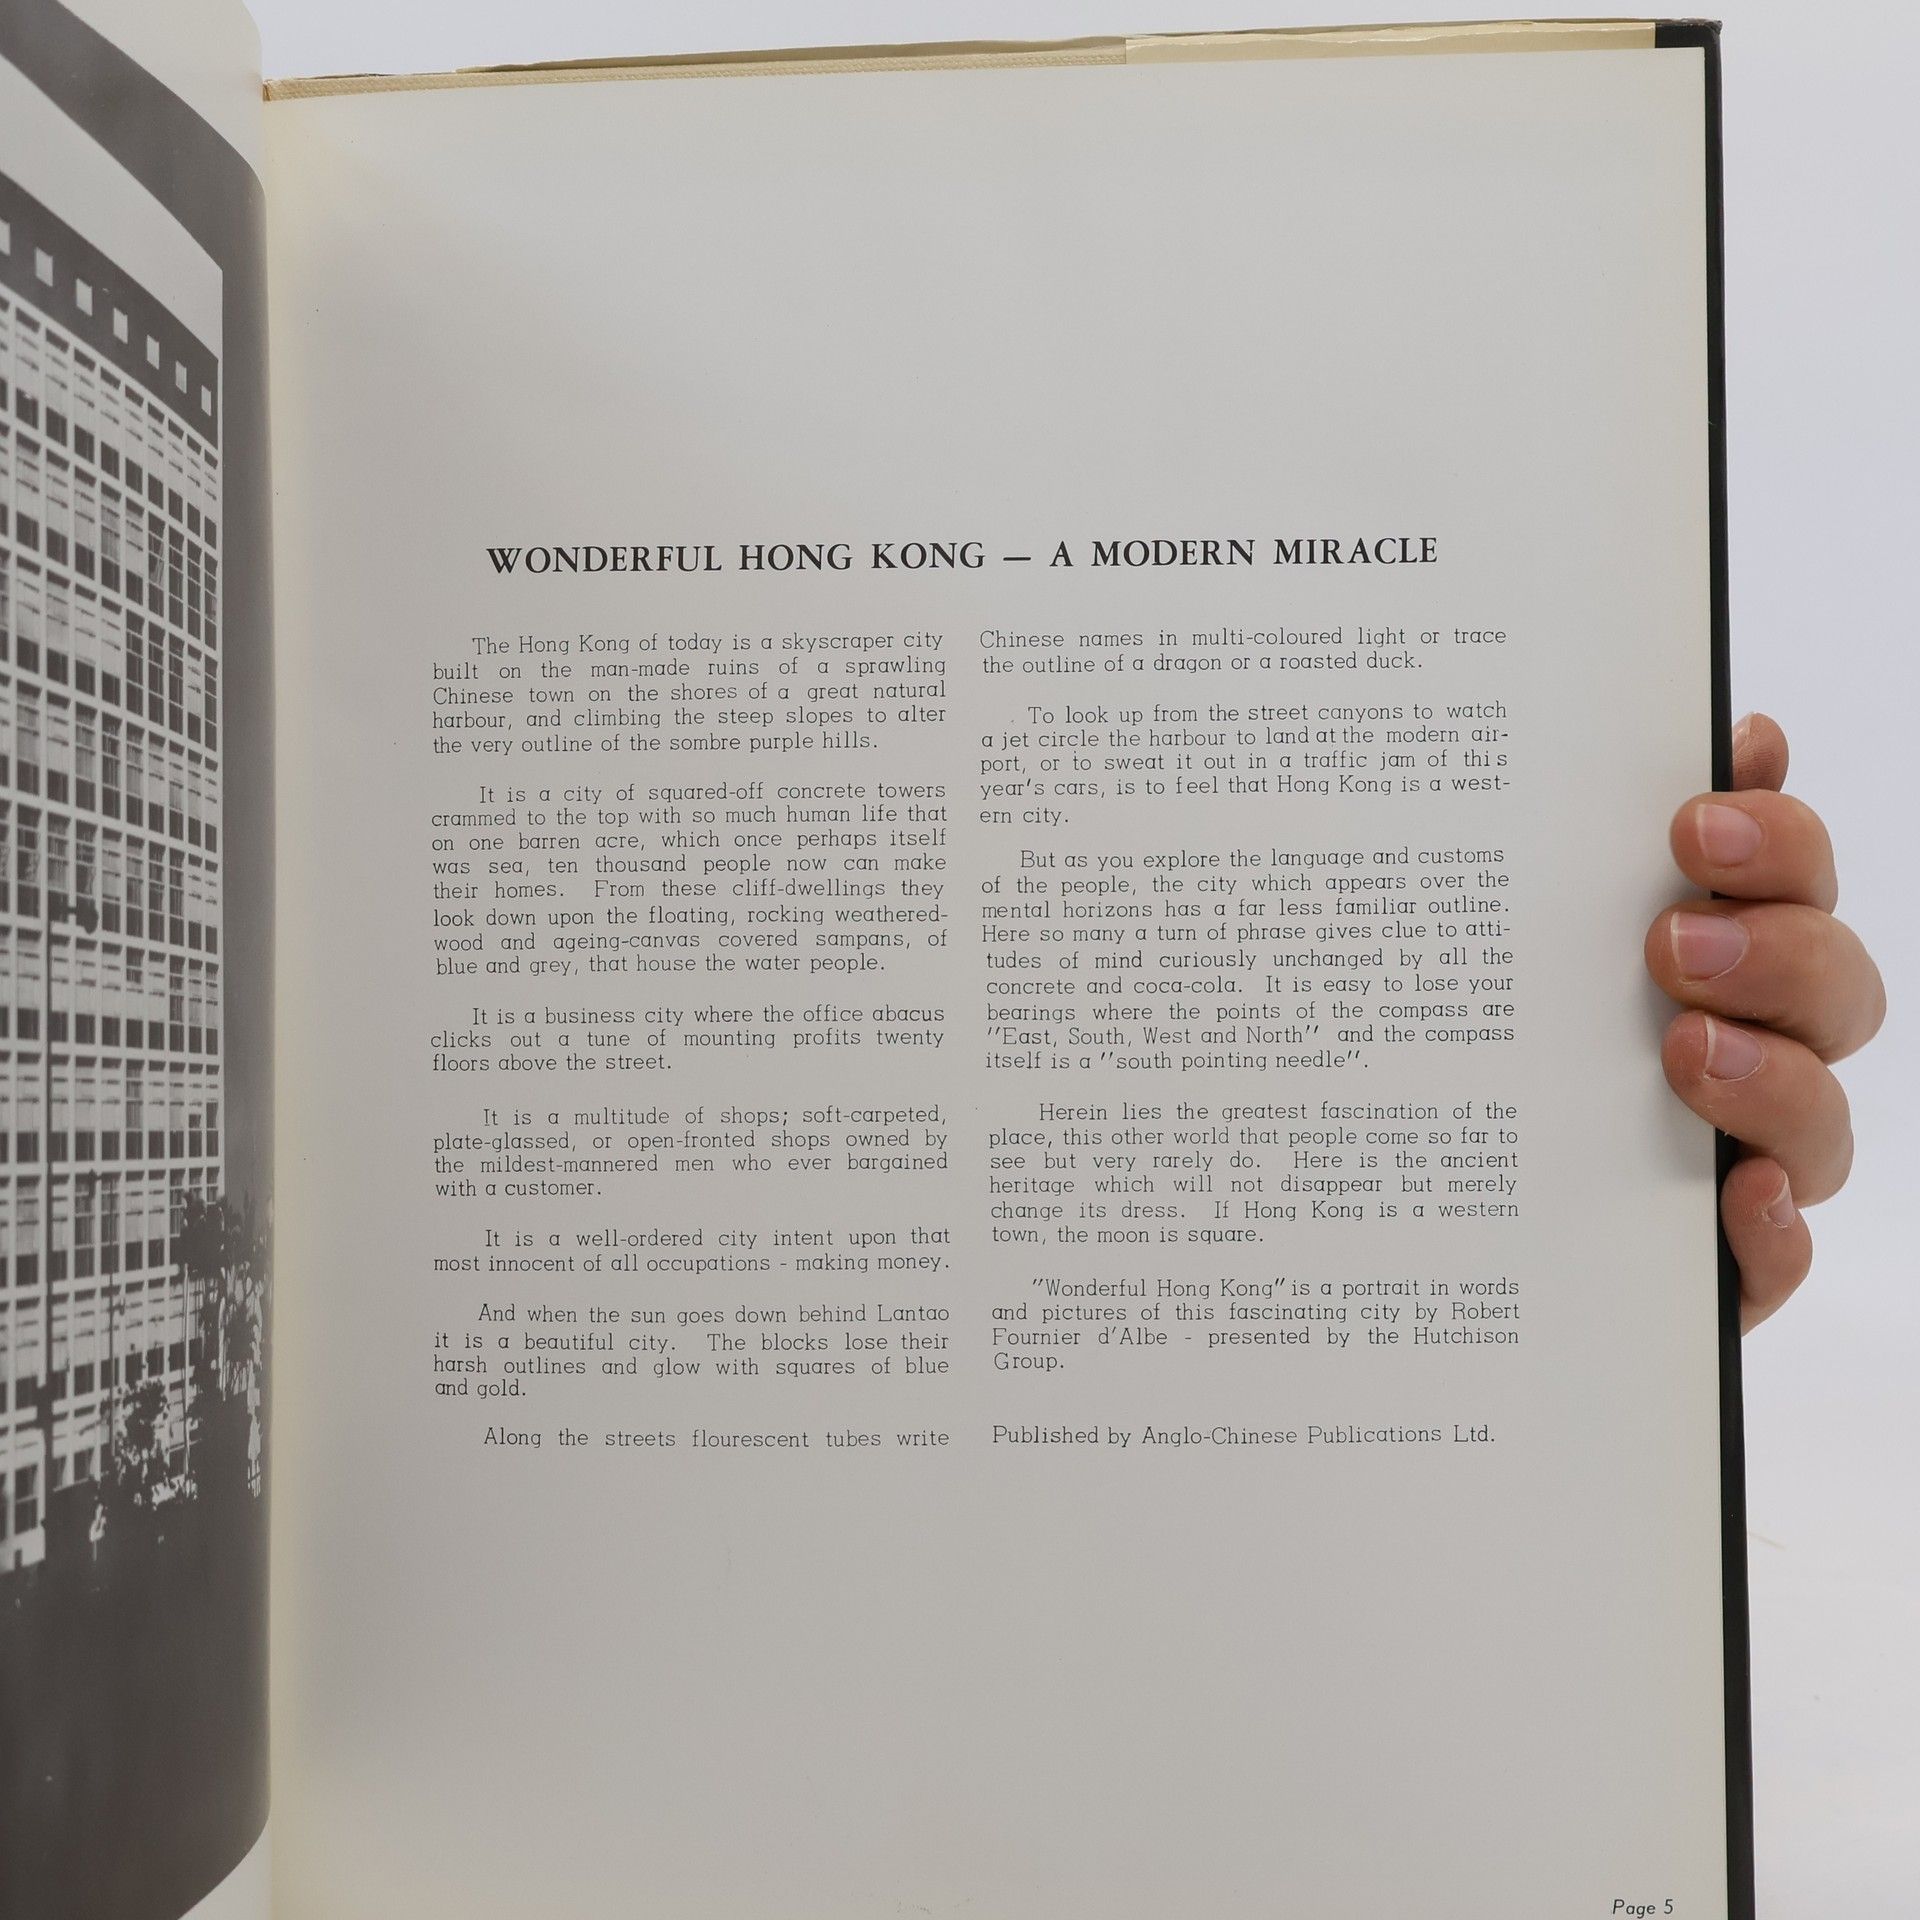 WONDERFUL HONG KONG — A MODERN MIRACLE
The Hong Kong of today is a skyscraper city
built on the man-made ruins of a sprawling
Chinese town on the shores of a great natural
harbour, and climbing the steep slopes to alter
the very outline of the sombre purple hills.
It is a city of squared-off concrete towers
crammed to the top with so much human life that
on one barren acre, which once perhaps itself
was sea, ten thousand people now can make
their homes. From these cliff-dwellings they
look down upon the floating, rocking weathered-
wood and ageing-canvas covered sampans, of
blue and grey, that house the water people.
It is a business city where the office abacus
clicks out a tune of mounting profits twenty
floors above the street.
It is a multitude of shops; soft-carpeted,
plate-glassed, or open-fronted shops owned by
the mildest-mannered men who ever bargained
with a customer.
It is a well-ordered city intent upon that
most innocent of all occupations - making money.
And when the sun goes down behind Lantao
it is a beautiful city. The blocks lose their
harsh outlines and glow with squares of blue
and gold.
Along the streets flourescent tubes write
Chinese names in multi-coloured light or trace
the outline of a dragon or a roasted duck.
To look up from the street canyons to watch
a jet circle the harbour to land at the modern air-
port, or to sweat it out in a traffic jam of this
year's cars, is to feel that Hong Kong is a west-
ern city.
But as you explore the language and customs
of the people, the city which appears over the
mental horizons has a far less familiar outline.
Here so many a turn of phrase gives clue to atti-
tudes of mind curiously unchanged by all the
concrete and coca-cola. It is easy to lose your
bearings where the points of the compass are
"East, South, West and North" and the compass
itself is a "south pointing needle".
Herein lies the greatest fascination of the
place, this other world that people come so far to
see but very rarely do. Here is the ancient
heritage which will not disappear but merely
change its dress. If Hong Kong is a western
town, the moon is square.
"Wonderful Hong Kong" is a portrait in words
and pictures of this fascinating city by Robert
Fournier d'Albe - presented by the Hutchison
Group.
Published by Anglo-Chinese Publications Ltd.
Page 5